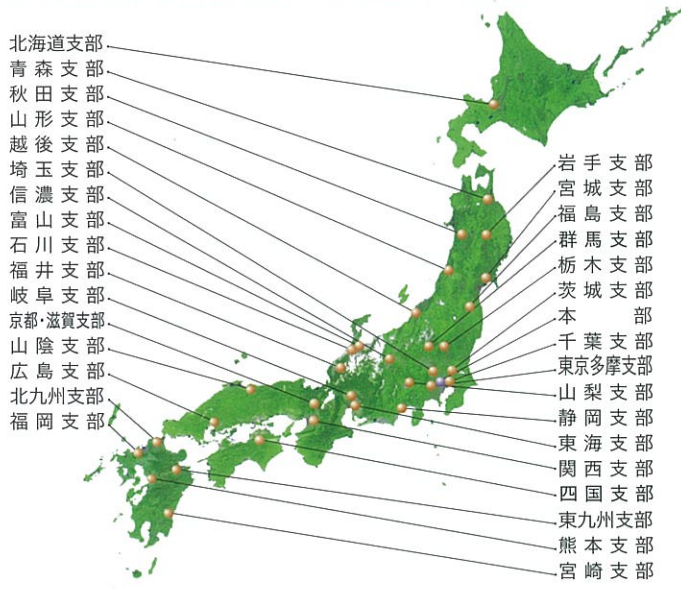 北海道支部
青森支部
秋田支部
山形支部
越後支部
埼玉支部
信濃支部
富山支部
石川支部
福井支部
岐阜支部
京都・滋賀支部
山陰支部
広島支部
北九州支部
福岡支部
岩手支部
宮城支部
福島支部
群馬支部
栃木支部
茨城支部
本部
千葉支部
東京多摩支部
山梨支部
静岡支部
東海支部
関西支部
四国支部
東九州支部
熊本支部
宮崎支部